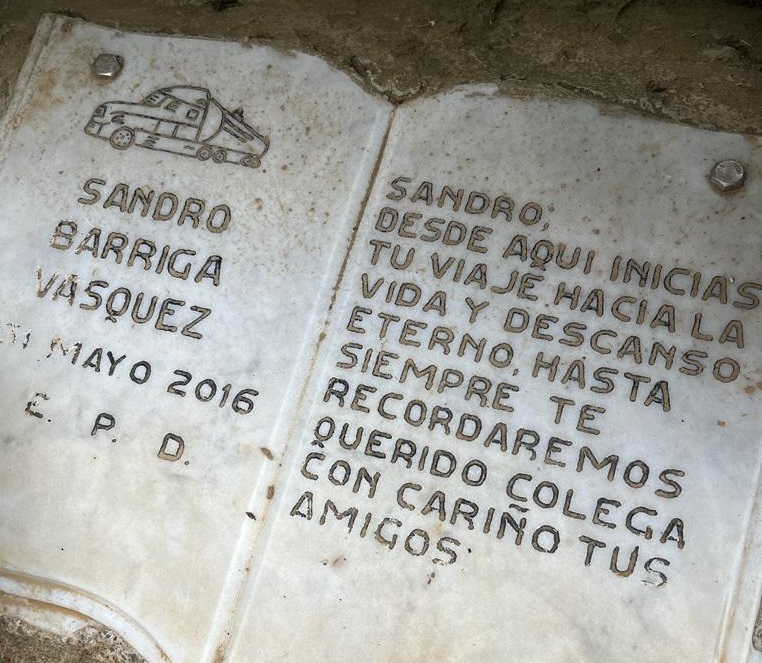 SANDRO
BARRIGA
VASQUEZ
31 MAYO 2016
E. P. D.
SANDRO,
DESDE AQUI INICIAS
TU VIAJE HACIA LA
VIDA Y DESCANSO
ETERNO, HASTA
SIEMPRE TE
RECORDAREMOS
QUERIDO COLEGA
CON CARIÑO TUS
AMIGOS